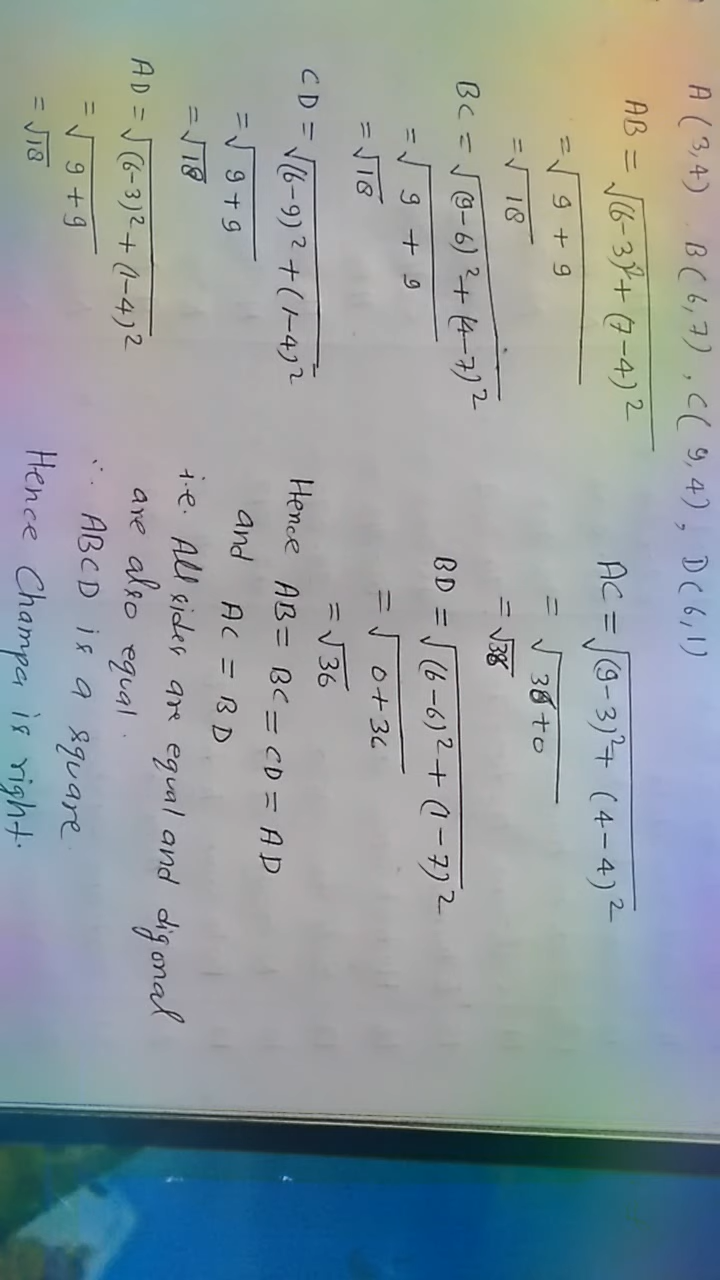 A(3,4). B(6,7), C(9,4), D(6,1)
AB = √(6-3)²+(7-4)²
= √9+9
= √18
BC = √(9-6)²+(4-7)²
= √9+9
= √18
CD = √(6-9)²+(1-4)²
= √9+9
= √18
AD = √(6-3)²+(1-4)²
= √9+9
= √18
AC = √(9-3)²+(4-4)²
BD = √(6-6)²+(1-7)²
= √0+36
= √36
Hence AB = BC = CD = AD
and AC = BD
i.e. All sides are equal and digonal
are also equal.
∴ ABCD is a square.
Hence Champa is right.